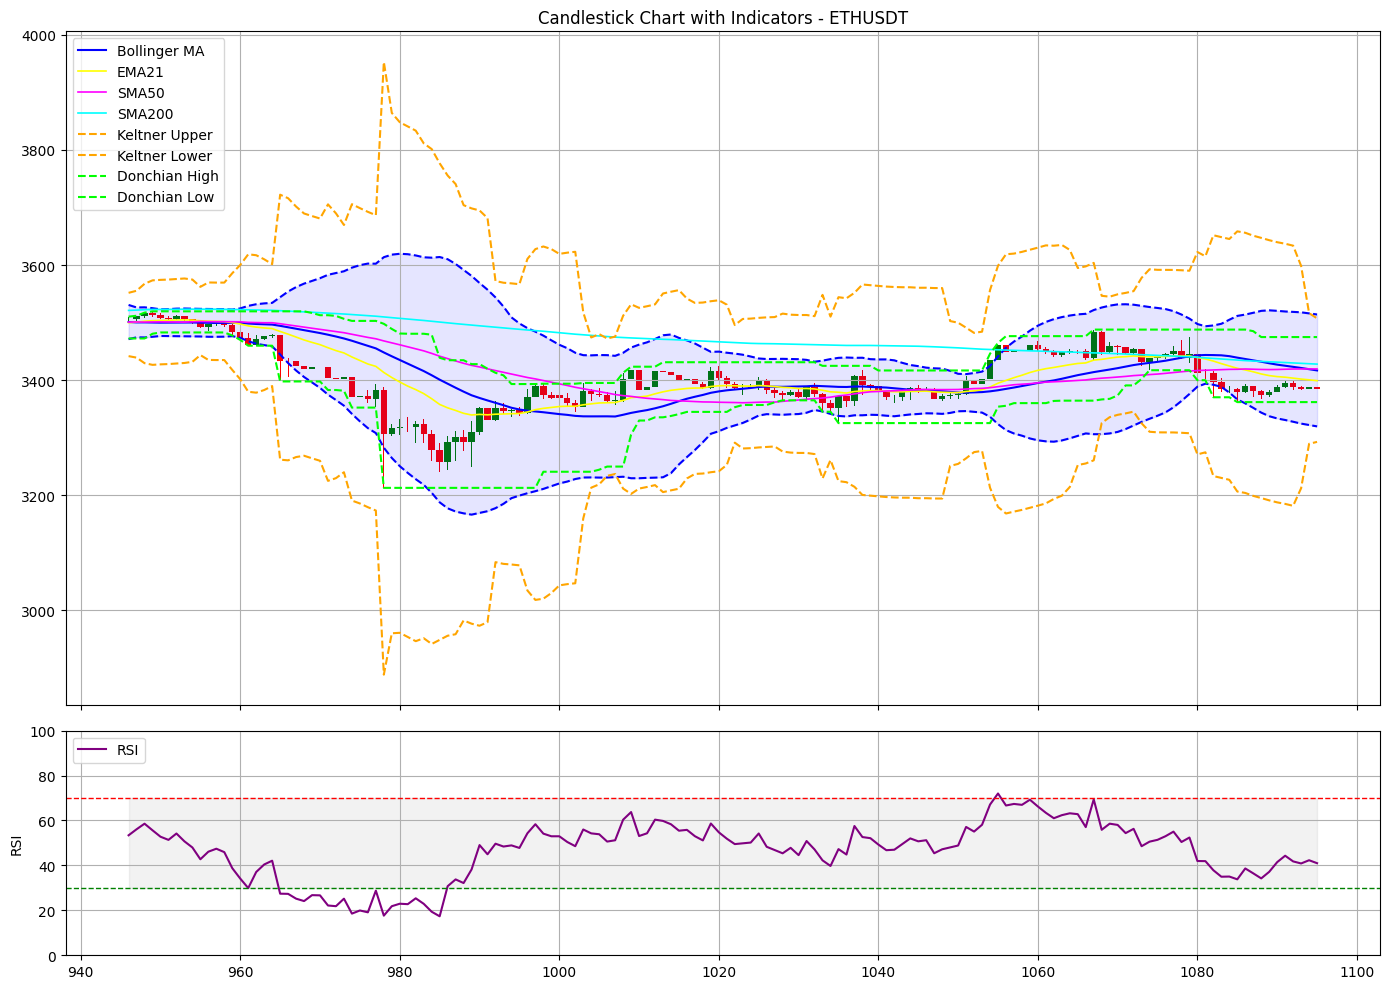 Candlestick Chart with Indicators - ETHUSDT
4000
3800
3600
3400
3200
3000
Bollinger MA
EMA21
SMA50
SMA200
Keltner Upper
Keltner Lower
Donchian High
Donchian Low
100
80
60
40
20
0
RSI
RSI
940 960 980 1000 1020 1040 1060 1080 1100